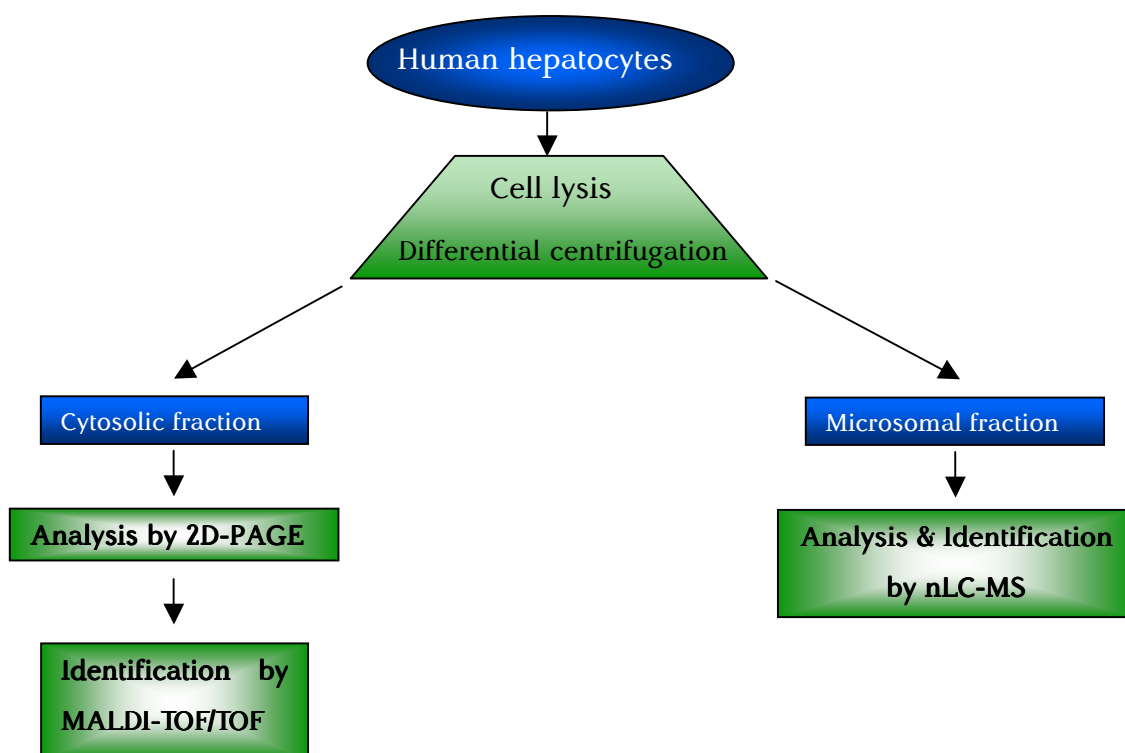 Human hepatocytes
Cell lysis
Differential centrifugation
Cytosolic fraction
Analysis by 2D-PAGE
Identification by
MALDI-TOF/TOF
Microsomal fraction
Analysis & Identification
by nLC-MS